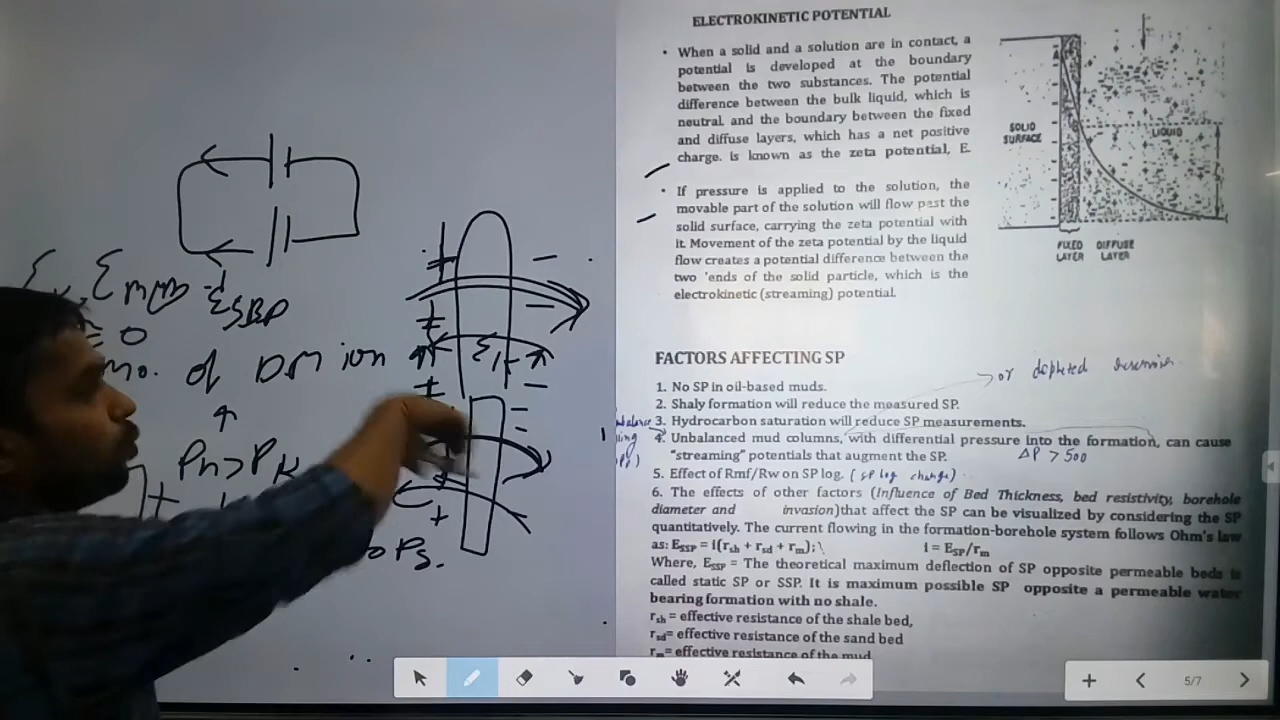 ELECTROKINETIC POTENTIAL
• When a solid and a solution are in contact, a
potential is developed at the boundary
between the two substances. The potential
difference between the bulk liquid, which is
neutral, and the boundary between the fixed
and diffuse layers, which has a net positive
charge. is known as the zeta potential, E.
• If pressure is applied to the solution, the
movable part of the solution will flow past the
solid surface, carrying the zeta potential with
it. Movement of the zeta potential by the liquid
flow creates a potential difference between the
two 'ends of the solid particle, which is the
electrokinetic (streaming) potential.
SOLID
SURFACE
LIQUID
FIXED
LAYER
DIFFUSE
LAYER
FACTORS AFFECTING SP
or depleted
1. No SP in oil-based muds.
2. Shaly formation will reduce the measured SP.
3. Hydrocarbon saturation will reduce SP measurements.
4. Unbalanced mud columns, with differential pressure into the formation, can cause
"streaming" potentials that augment the SP.
ΔP > 500
5. Effect of Rmf/Rw on SP log. (SP log change).
6. The effects of other factors (Influence of Bed Thickness, bed resistivity, borehole
diameter and invasion)that affect the SP can be visualized by considering the SP
quantitatively. The current flowing in the formation-borehole system follows Ohm's law
as: ESSP = i(rsh + rsd + rm); i = ESP/rm
Where, ESSP = The theoretical maximum deflection of SP opposite permeable beds is
called static SP or SSP. It is maximum possible SP opposite a permeable water
bearing formation with no shale.
rsh = effective resistance of the shale bed,
rsd= effective resistance of the sand bed
rm= effective resistance of the mud
= 0
no. of ion
5/7